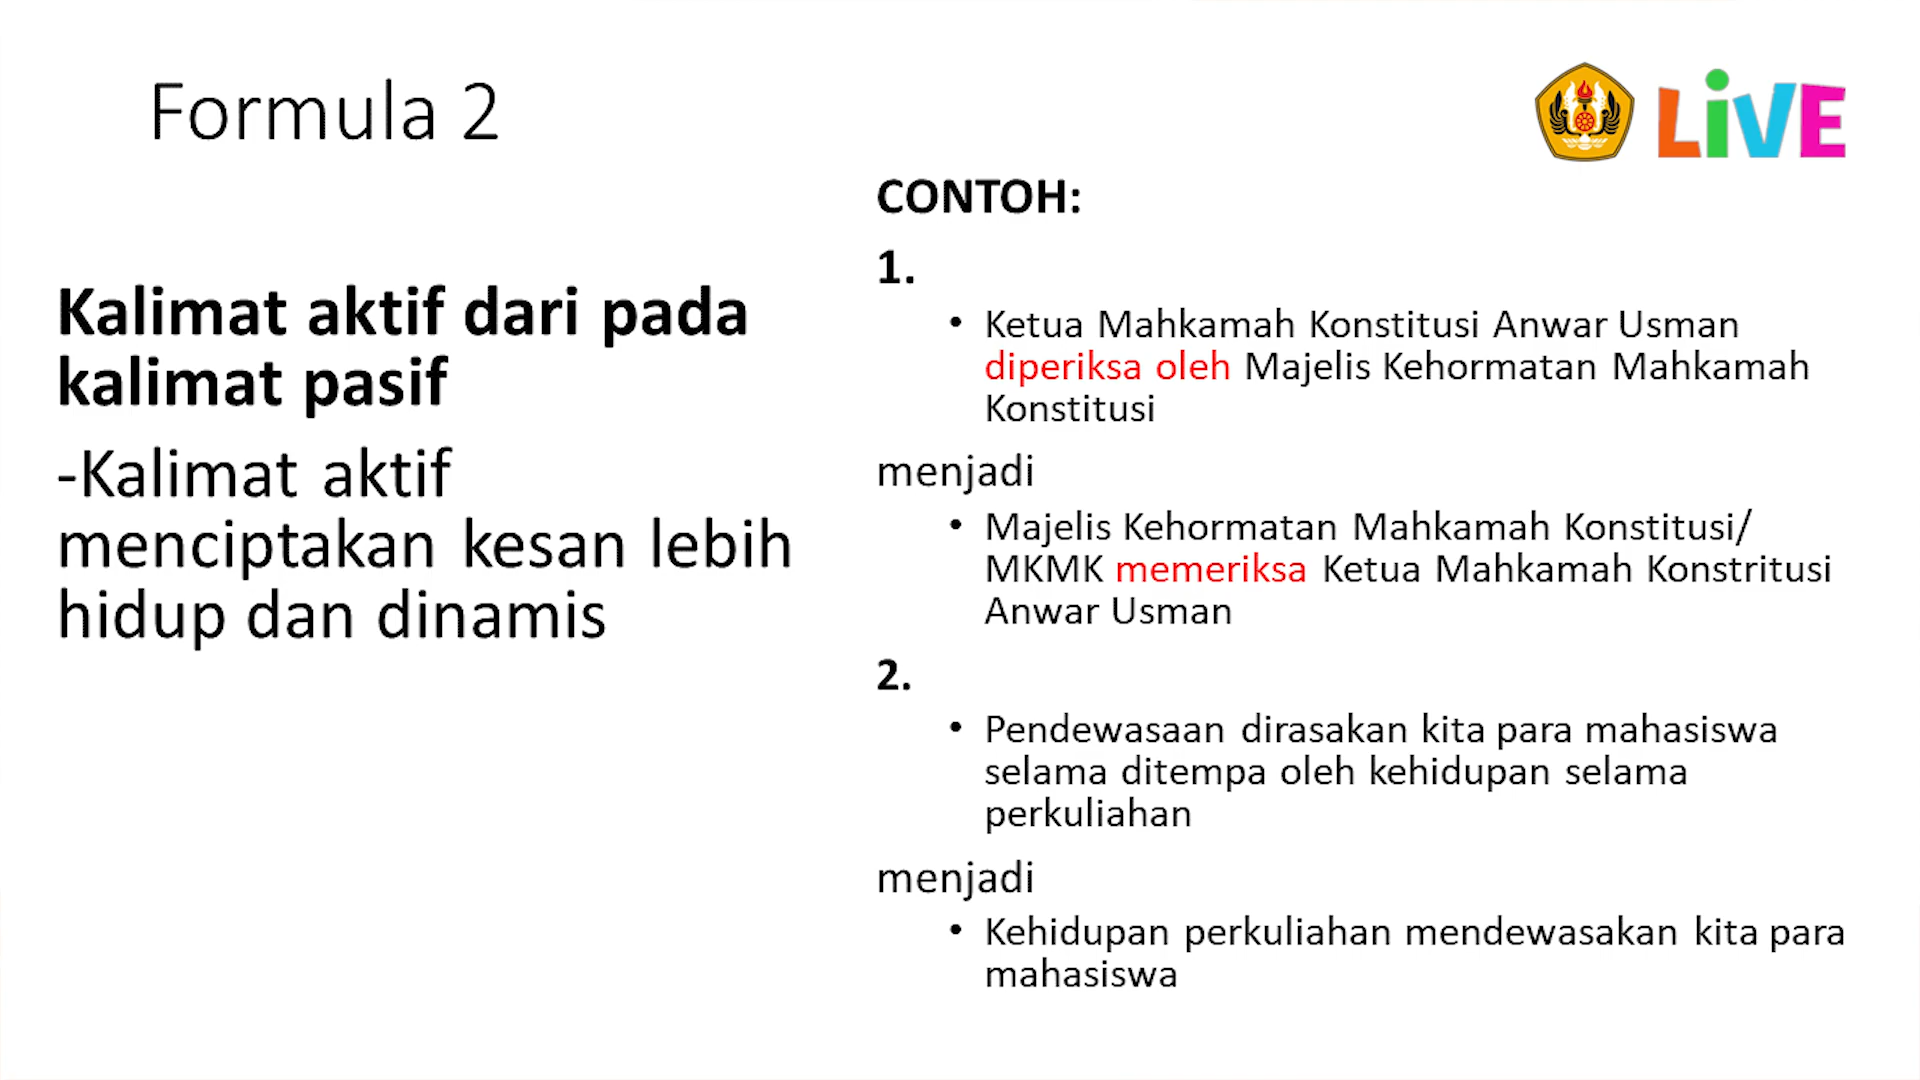 Formula 2
LiVE
Kalimat aktif dari pada
kalimat pasif
-Kalimat aktif
menciptakan kesan lebih
hidup dan dinamis
CONTOH:
1.
• Ketua Mahkamah Konstitusi Anwar Usman
diperiksa oleh Majelis Kehormatan Mahkamah
Konstitusi
menjadi
• Majelis Kehormatan Mahkamah Konstitusi/
MKMK memeriksa Ketua Mahkamah Konstritusi
Anwar Usman
2.
• Pendewasaan dirasakan kita para mahasiswa
selama ditempa oleh kehidupan selama
perkuliahan
menjadi
• Kehidupan perkuliahan mendewasakan kita para
mahasiswa